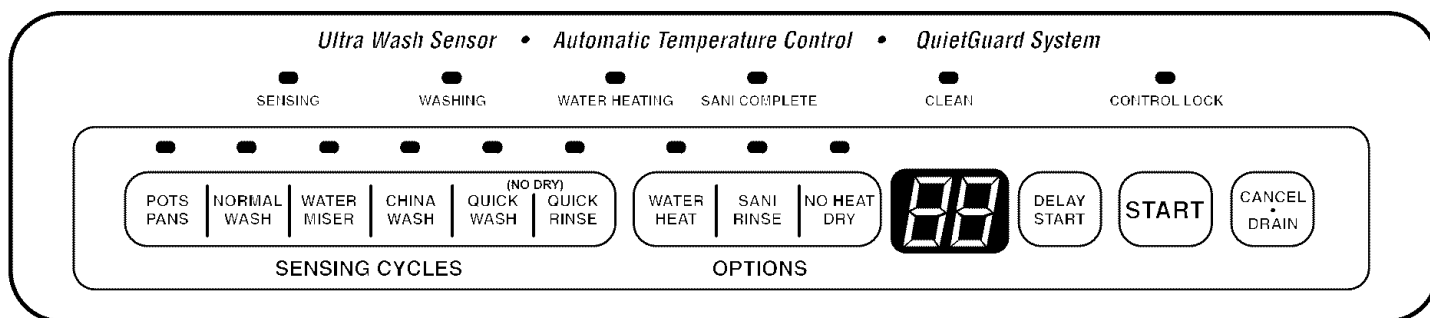 Ultra Wash Sensor • Automatic Temperature Control • QuietGuard System
SENSING WASHING WATER HEATING SANI COMPLETE CLEAN CONTROL LOCK
(NO DRY)
POTS NORMAL WATER CHINA QUICK QUICK WATER SANI NO HEAT DELAY START CANCEL
PANS WASH MISER WASH WASH RINSE HEAT RINSE DRY 88 START • DRAIN
SENSING CYCLES OPTIONS